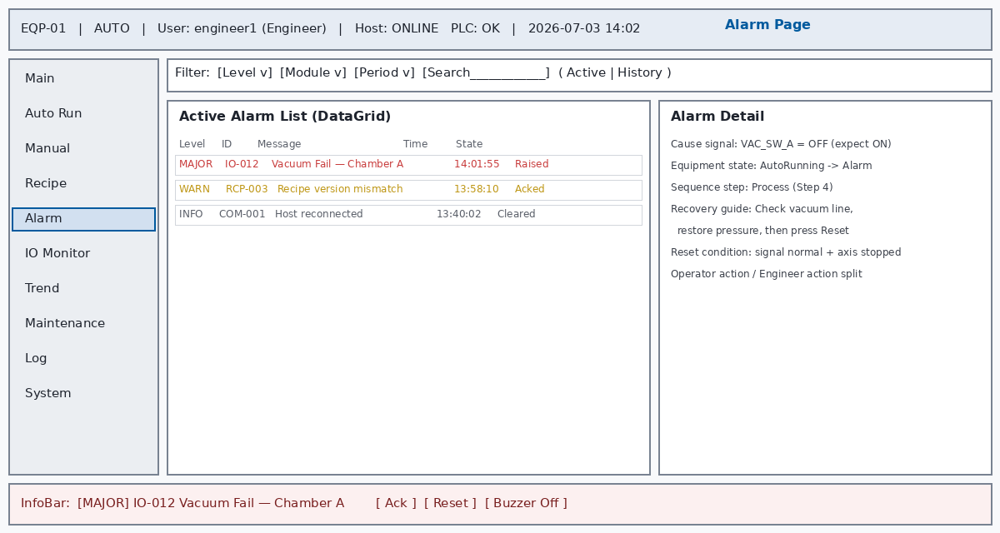 EQP-01 | AUTO | User: engineer1 (Engineer) | Host: ONLINE PLC: OK | 2026-07-03 14:02
Alarm Page
Main
Auto Run
Manual
Recipe
Alarm
IO Monitor
Trend
Maintenance
Log
System
Filter: [Level v] [Module v] [Period v] [Search____________] ( Active | History )
Active Alarm List (DataGrid)
Level ID Message Time State
MAJOR IO-012 Vacuum Fail — Chamber A 14:01:55 Raised
WARN RCP-003 Recipe version mismatch 13:58:10 Acked
INFO COM-001 Host reconnected 13:40:02 Cleared
Alarm Detail
Cause signal: VAC_SW_A = OFF (expect ON)
Equipment state: AutoRunning -> Alarm
Sequence step: Process (Step 4)
Recovery guide: Check vacuum line,
restore pressure, then press Reset
Reset condition: signal normal + axis stopped
Operator action / Engineer action split
InfoBar: [MAJOR] IO-012 Vacuum Fail — Chamber A [ Ack ] [ Reset ] [ Buzzer Off ]